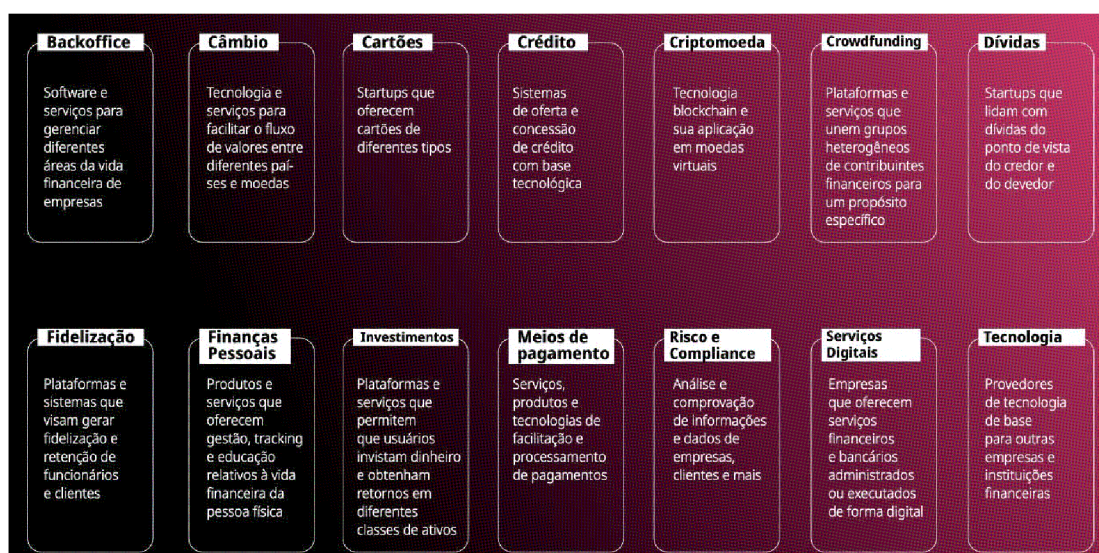 Backoffice
Software e
serviços para
gerenciar
diferentes
áreas da vida
financeira de
empresas
Câmbio
Tecnologia e
serviços para
facilitar o fluxo
de valores entre
diferentes paí-
ses e moedas
Cartões
Startups que
oferecem
cartões de
diferentes tipos
Crédito
Sistemas
de oferta e
concessão
de crédito
com base
tecnológica
Criptomoeda
Tecnologia
blockchain e
sua aplicação
em moedas
virtuais
Crowdfunding
Plataformas e
serviços que
unem grupos
heterogêneos
de contribuintes
financeiros para
um propósito
específico
Dívidas
Startups que
lidam com
dívidas do
ponto de vista
do credor e
do devedor
Fidelização
Plataformas e
sistemas que
visam gerar
fidelização e
retenção de
funcionários
e clientes
Finanças
Pessoais
Produtos e
serviços que
oferecem
gestão, tracking
e educação
relativos à vida
financeira da
pessoa física
Investimentos
Plataformas e
serviços que
permitem
que usuários
invistam dinheiro
e obtenham
retornos em
diferentes
classes de ativos
Meios de
pagamento
Serviços,
produtos e
tecnologias de
facilitação e
processamento
de pagamentos
Risco e
Compliance
Análise e
comprovação
de informações
e dados de
empresas,
clientes e mais
Serviços
Digitais
Empresas
que oferecem
serviços
financeiros
e bancários
administrados
ou executados
de forma digital
Tecnologia
Provedores
de tecnologia
de base
para outras
empresas e
instituições
financeiras